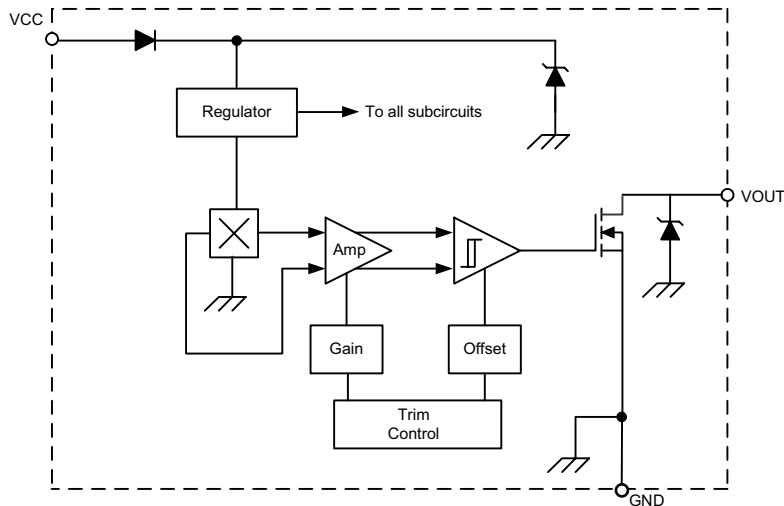 VCC
Regulator
To all subcircuits
VOUT
Amp
Gain
Offset
Trim
Control
GND